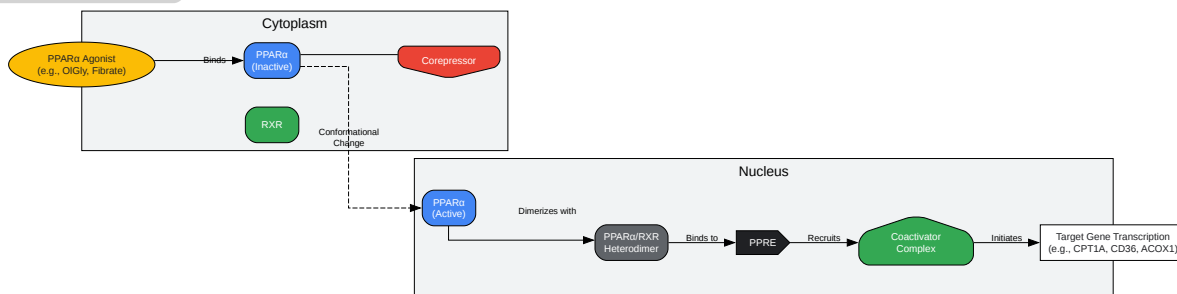 Cytoplasm
PPARα Agonist
(e.g., OlGly, Fibrate)
Binds
PPARα
(Inactive)
Corepressor
RXR
Conformational
Change
Nucleus
PPARα
(Active)
Dimerizes with
PPARα/RXR
Heterodimer
Binds to
PPRE
Recruits
Coactivator
Complex
Initiates
Target Gene Transcription
(e.g., CPT1A, CD36, ACOX1)